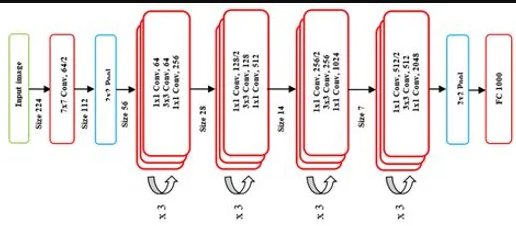 Input image
Size 224
7x7 Conv, 64/2
Size 112
2x2 Pool
Size 56
1x1 Conv, 64
3x3 Conv, 64
1x1 Conv, 256
x 3
Size 28
1x1 Conv, 128/2
3x3 Conv, 128
1x1 Conv, 512
x 3
Size 14
1x1 Conv, 256/2
3x3 Conv, 256
1x1 Conv, 1024
x 3
Size 7
1x1 Conv, 512/2
3x3 Conv, 512
1x1 Conv, 2048
x 3
2x2 Pool
FC 1000